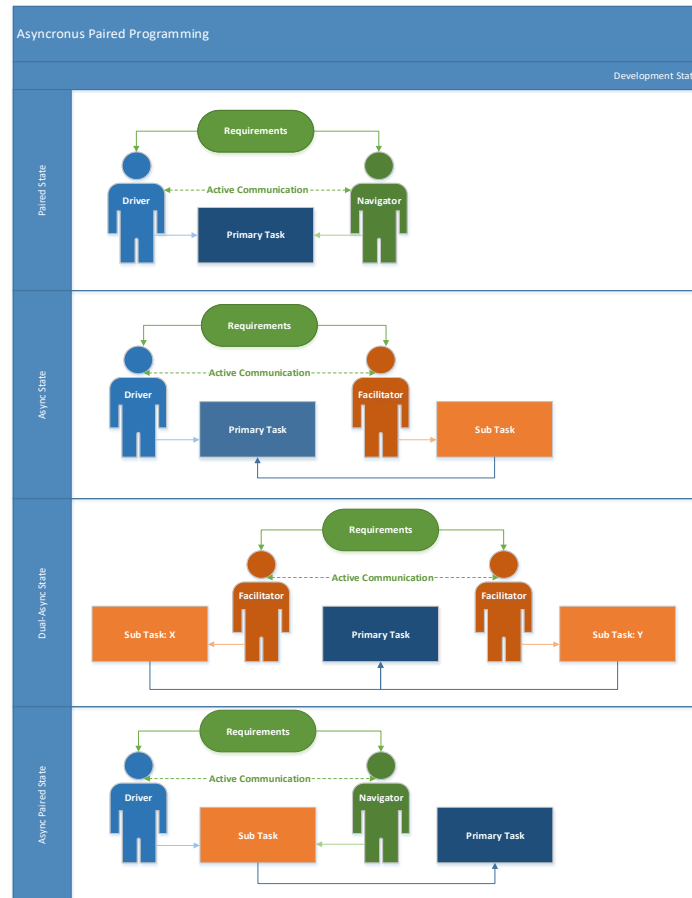 Asyncronus Paired Programming
Development Stat
Paired State
Requirements
Active Communication
Driver
Navigator
Primary Task
Async State
Requirements
Active Communication
Driver
Facilitator
Primary Task
Sub Task
Dual-Async State
Requirements
Active Communication
Facilitator
Facilitator
Sub Task: X
Primary Task
Sub Task: Y
Async Paired State
Requirements
Active Communication
Driver
Navigator
Sub Task
Primary Task